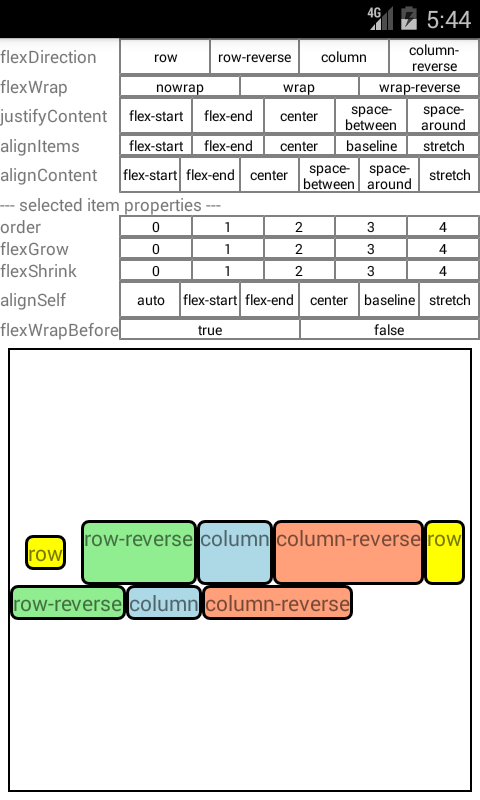 4G 5:44
flexDirection row row-reverse column column-reverse
flexWrap nowrap wrap wrap-reverse
justifyContent flex-start flex-end center space-between space-around
alignItems flex-start flex-end center baseline stretch
alignContent flex-start flex-end center space-between space-around stretch
--- selected item properties ---
order 0 1 2 3 4
flexGrow 0 1 2 3 4
flexShrink 0 1 2 3 4
alignSelf auto flex-start flex-end center baseline stretch
flexWrapBefore true false
row row-reverse column column-reverse row
row-reverse column column-reverse